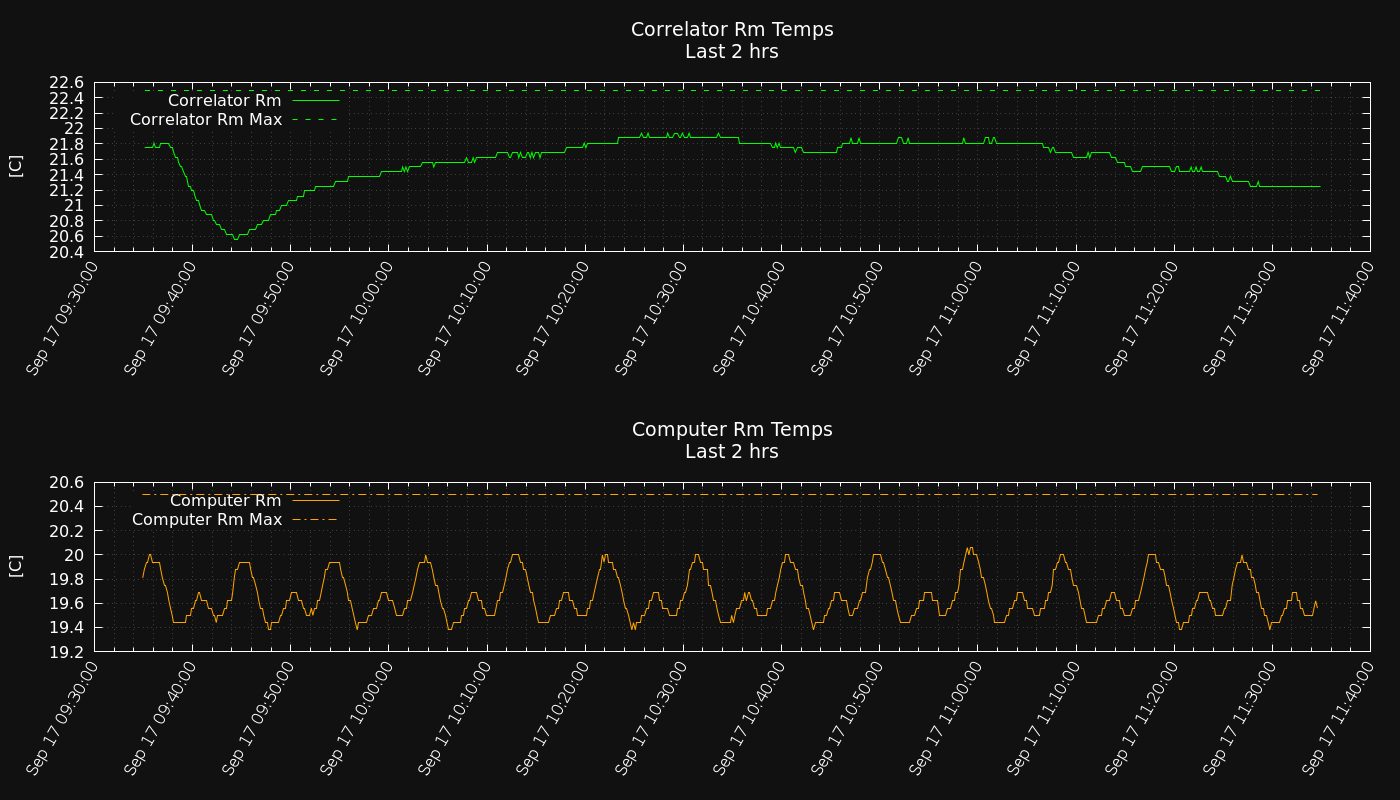 Correlator Rm Temps
Last 2 hrs
22.6
22.4
22.2
22
21.8
21.6
21.4
21.2
21
20.8
20.6
20.4
[C]
Correlator Rm
Correlator Rm Max
Sep 17 09:30:00
Sep 17 09:40:00
Sep 17 09:50:00
Sep 17 10:00:00
Sep 17 10:10:00
Sep 17 10:20:00
Sep 17 10:30:00
Sep 17 10:40:00
Sep 17 10:50:00
Sep 17 11:00:00
Sep 17 11:10:00
Sep 17 11:20:00
Sep 17 11:30:00
Sep 17 11:40:00
Computer Rm Temps
Last 2 hrs
20.6
20.4
20.2
20
19.8
19.6
19.4
19.2
[C]
Computer Rm
Computer Rm Max
Sep 17 09:30:00
Sep 17 09:40:00
Sep 17 09:50:00
Sep 17 10:00:00
Sep 17 10:10:00
Sep 17 10:20:00
Sep 17 10:30:00
Sep 17 10:40:00
Sep 17 10:50:00
Sep 17 11:00:00
Sep 17 11:10:00
Sep 17 11:20:00
Sep 17 11:30:00
Sep 17 11:40:00